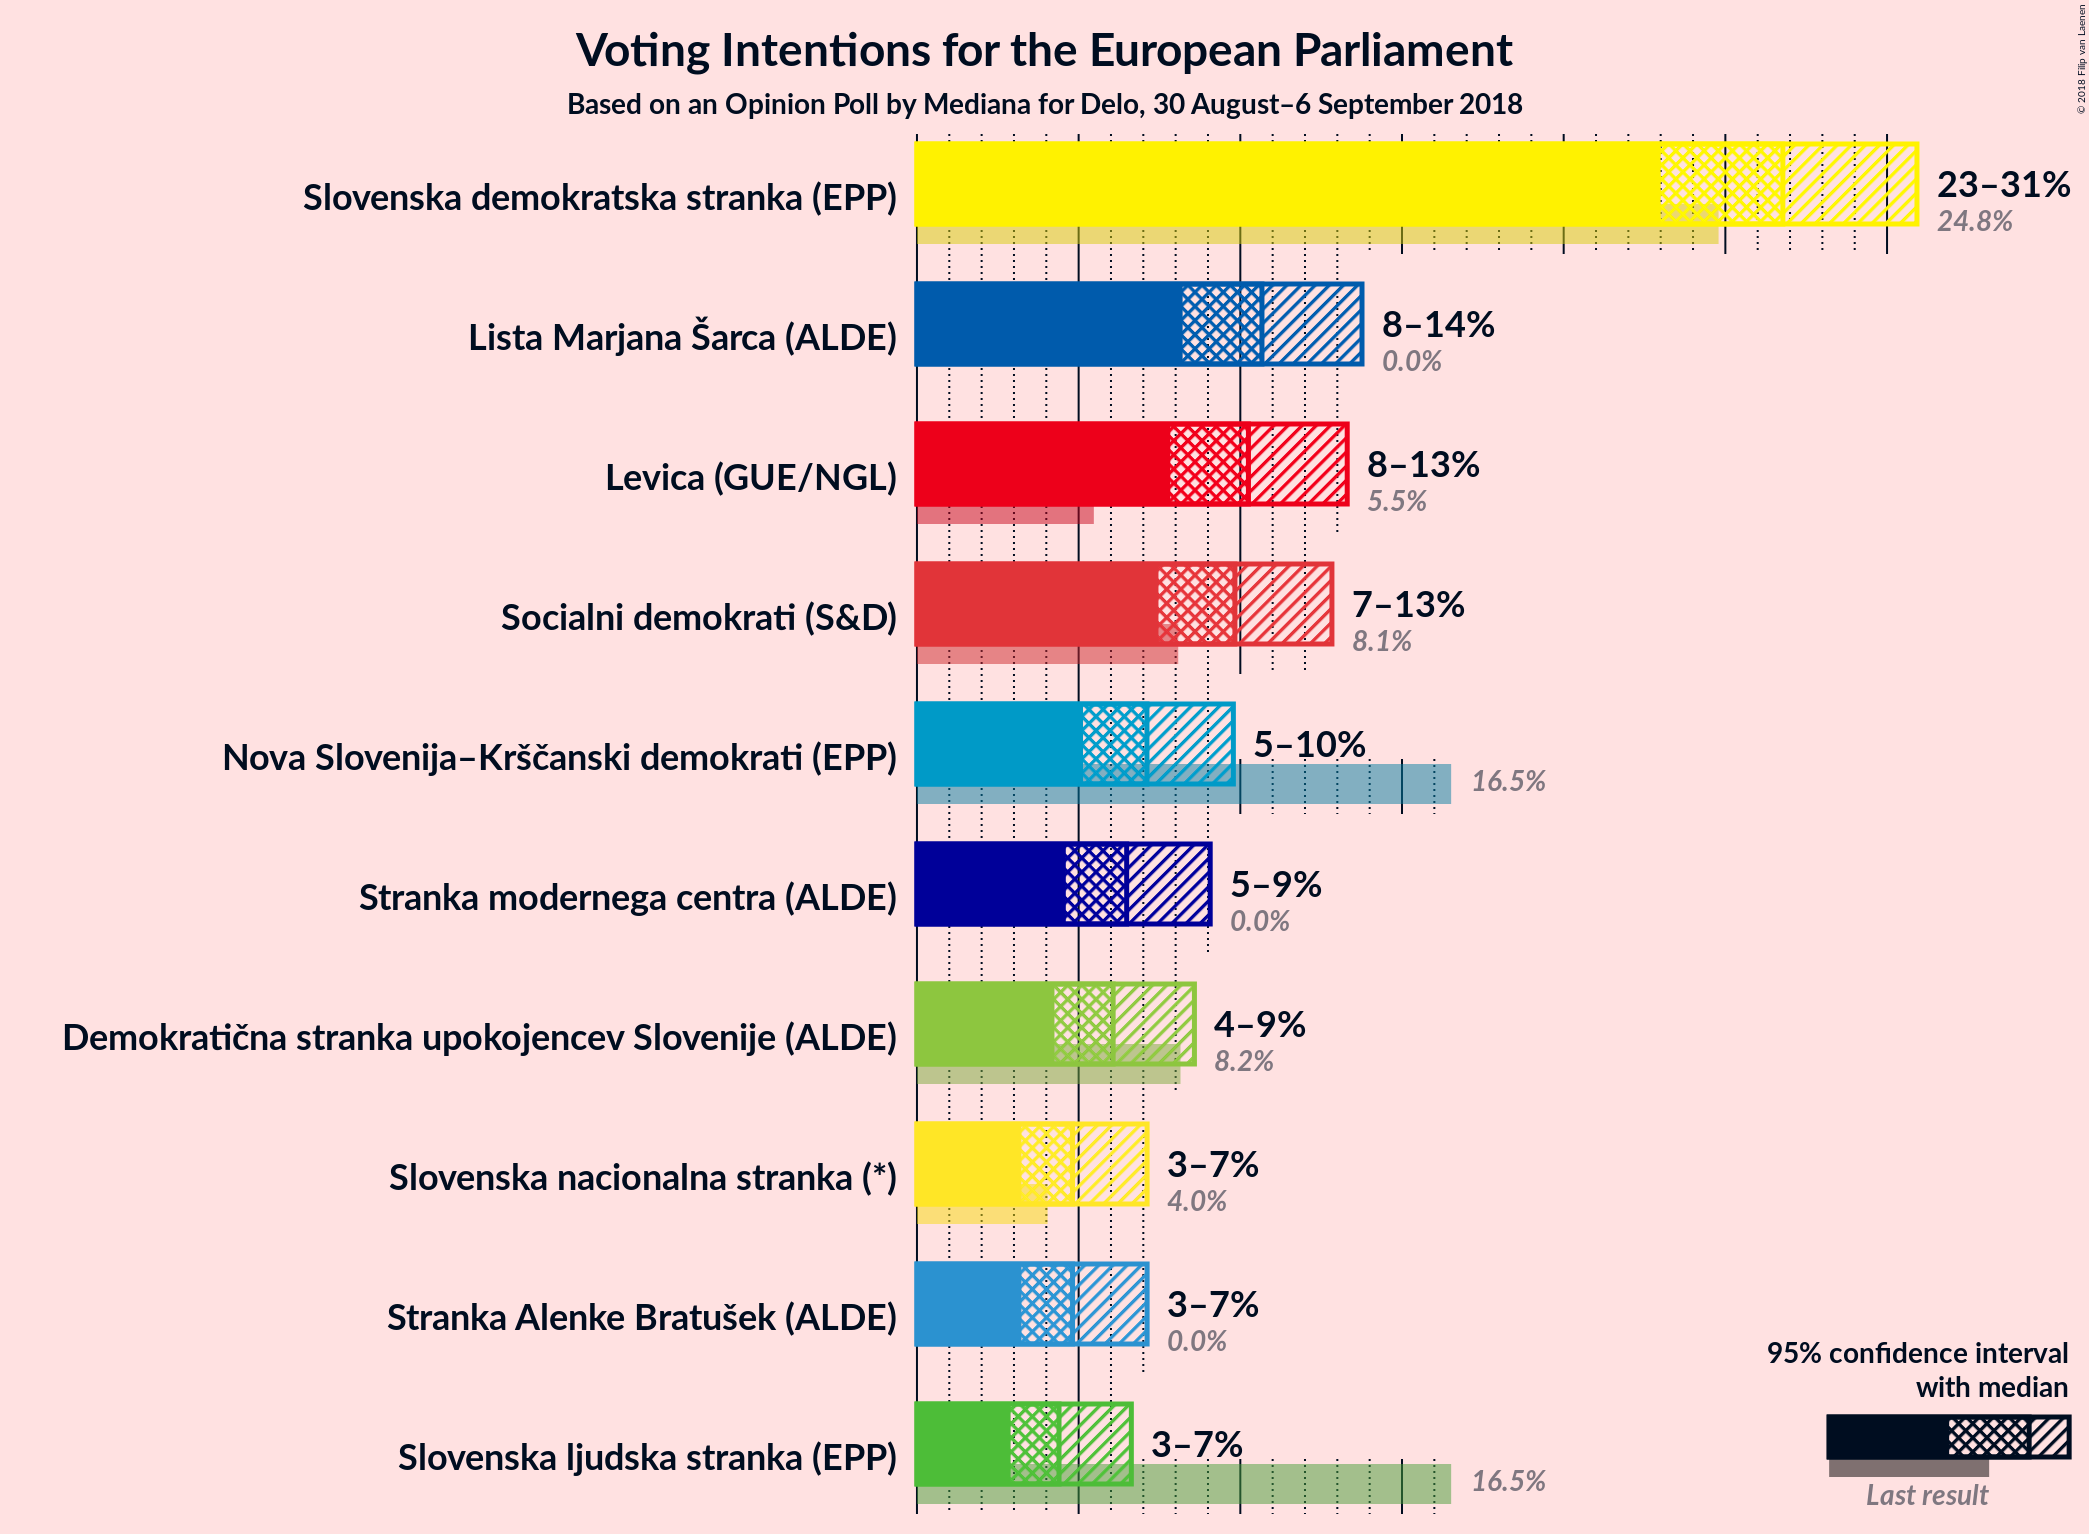 Voting Intentions for the European Parliament
Based on an Opinion Poll by Mediana for Delo, 30 August–6 September 2018
© 2018 Filip van Laenen
Slovenska demokratska stranka (EPP)
23–31%
24.8%
Lista Marjana Šarca (ALDE)
8–14%
0.0%
Levica (GUE/NGL)
8–13%
5.5%
Socialni demokrati (S&D)
7–13%
8.1%
Nova Slovenija–Krščanski demokrati (EPP)
5–10%
16.5%
Stranka modernega centra (ALDE)
5–9%
0.0%
Demokratična stranka upokojencev Slovenije (ALDE)
4–9%
8.2%
Slovenska nacionalna stranka (*)
3–7%
4.0%
Stranka Alenke Bratušek (ALDE)
3–7%
0.0%
Slovenska ljudska stranka (EPP)
3–7%
16.5%
95% confidence interval
with median
Last result